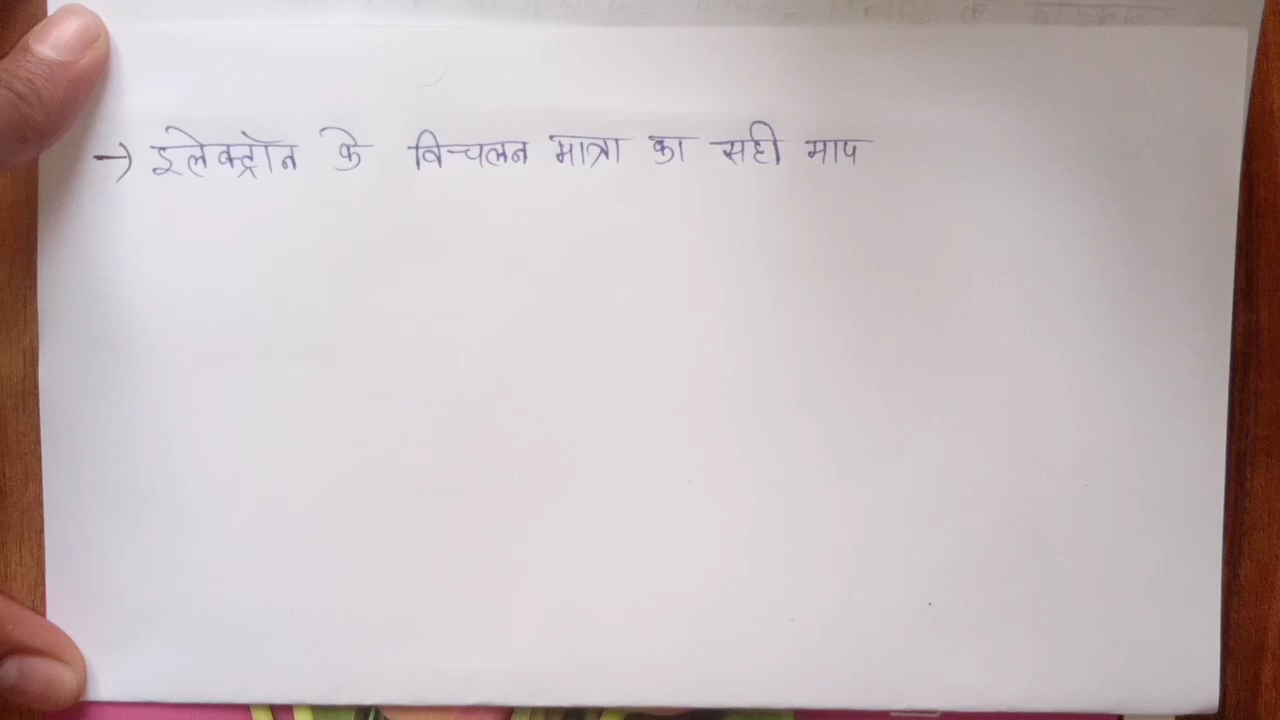 → इलेक्ट्रॉन के विचलन मात्रा का सही माप